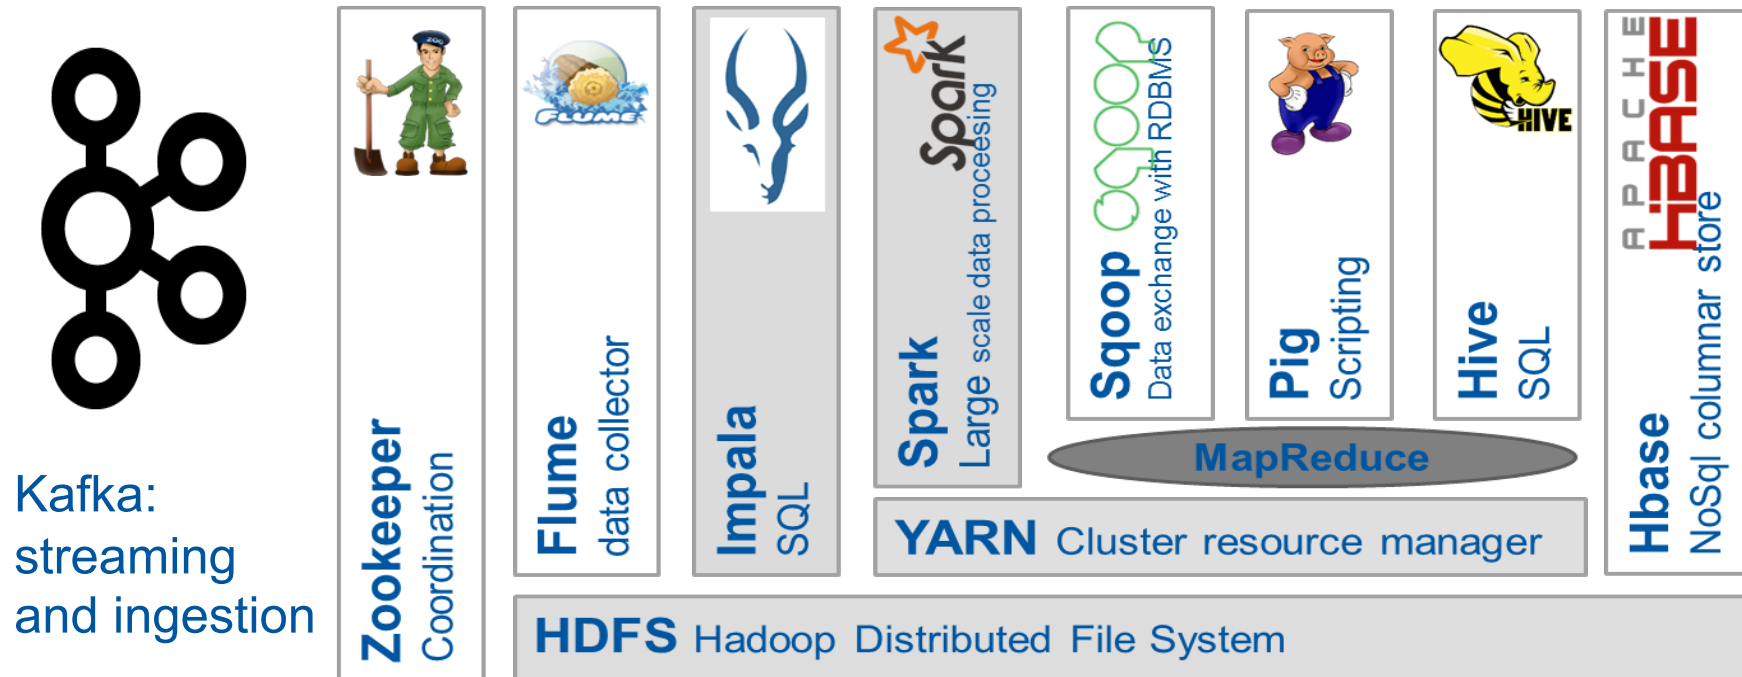 Kafka:
streaming
and ingestion
ZOO
Zookeeper
Coordination
FLUME
Flume
data collector
Impala
SQL
Spark
Spark
Large scale data proceesing
sqoop
Sqoop
Data exchange with RDBMS
Pig
Scripting
HIVE
Hive
SQL
APACHE
HBASE
Hbase
NoSql columnar store
MapReduce
YARN Cluster resource manager
HDFS Hadoop Distributed File System